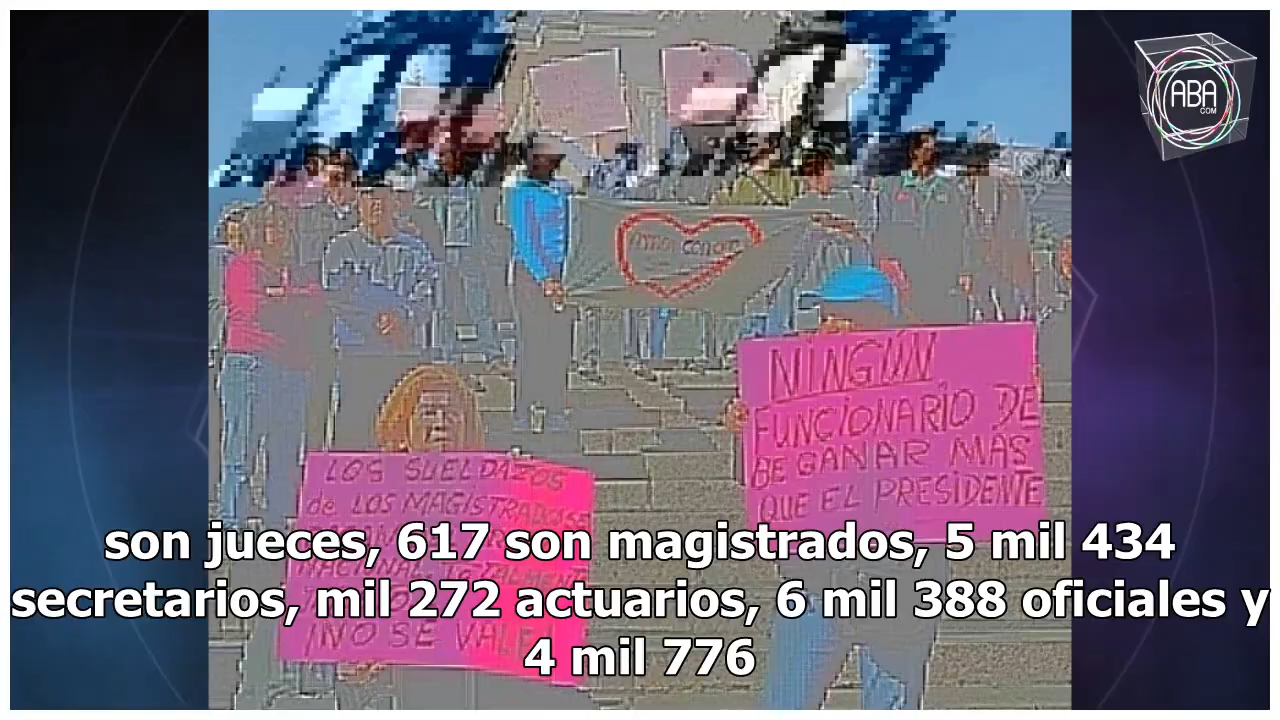 ABA
COM
NINGÚN
FUNCIONARIO DE
BE GANAR MAS
QUE EL PRESIDENTE
LOS SUELDAZOS
de LOS MAGISTRADOS
¡NO SE VALE
son jueces, 617 son magistrados, 5 mil 434
secretarios, mil 272 actuarios, 6 mil 388 oficiales y
4 mil 776